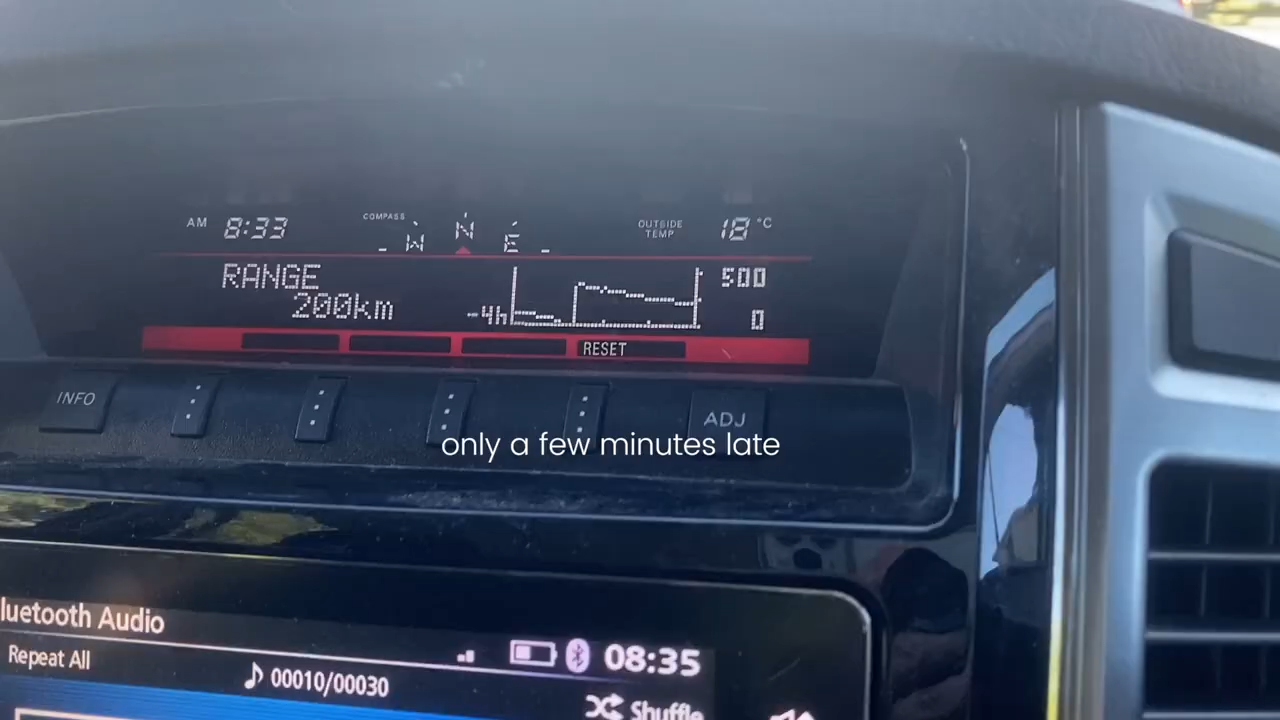 AM 8:33 COMPASS W N E OUTSIDE TEMP 18 °C
RANGE
200km
-4h
500
0
RESET
INFO
ADJ
only a few minutes late
luetooth Audio
08:35
Repeat All
00010/00030
Shuffle